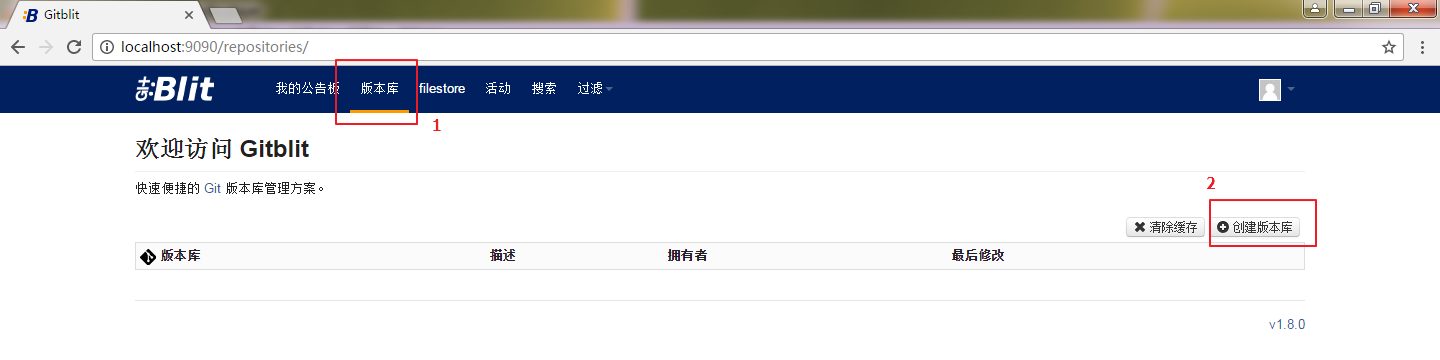 Gitblit
localhost:9090/repositories/
Blit 我的公告板 版本库 filestore 活动 搜索 过滤
1
欢迎访问 Gitblit
快速便捷的 Git 版本库管理方案。
2
清除缓存 创建版本库
版本库 描述 拥有者 最后修改
v1.8.0